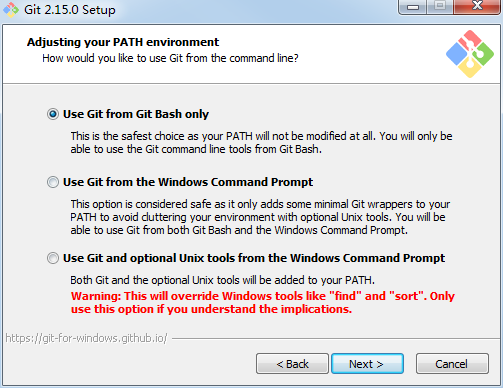 Git 2.15.0 Setup
Adjusting your PATH environment
How would you like to use Git from the command line?
Use Git from Git Bash only
This is the safest choice as your PATH will not be modified at all. You will only
be able to use the Git command line tools from Git Bash.
Use Git from the Windows Command Prompt
This option is considered safe as it only adds some minimal Git wrappers to your
PATH to avoid cluttering your environment with optional Unix tools. You will be
able to use Git from both Git Bash and the Windows Command Prompt.
Use Git and optional Unix tools from the Windows Command Prompt
Both Git and the optional Unix tools will be added to your PATH.
Warning: This will override Windows tools like "find" and "sort". Only
use this option if you understand the implications.
https://git-for-windows.github.io/
< Back Next > Cancel